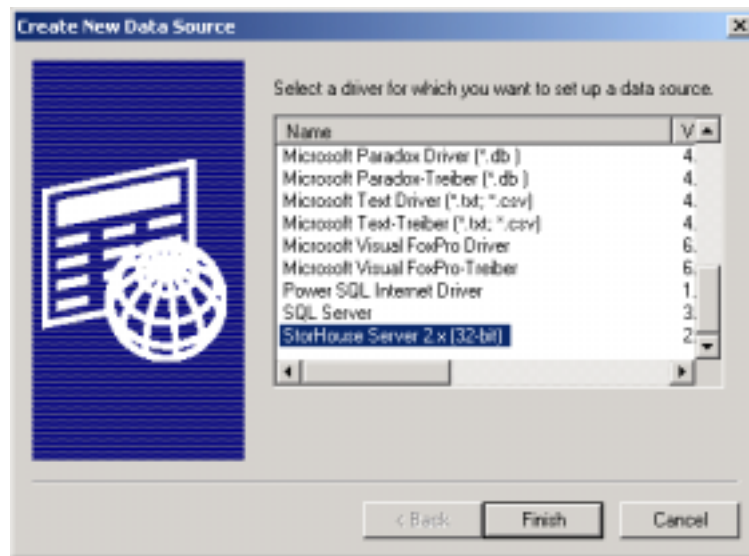 Create New Data Source
Select a driver for which you want to set up a data source.
Name V
Microsoft Paradox Driver (*.db ) 4.
Microsoft Paradox-Treiber (*.db ) 4.
Microsoft Text Driver (*.txt; *.csv) 4.
Microsoft Text-Treiber (*.txt; *.csv) 4.
Microsoft Visual FoxPro Driver 6.
Microsoft Visual FoxPro-Treiber 6.
Power SQL Internet Driver 1.
SQL Server 3.
StorHouse Server 2.x (32-bit) 2.
< Back Finish Cancel